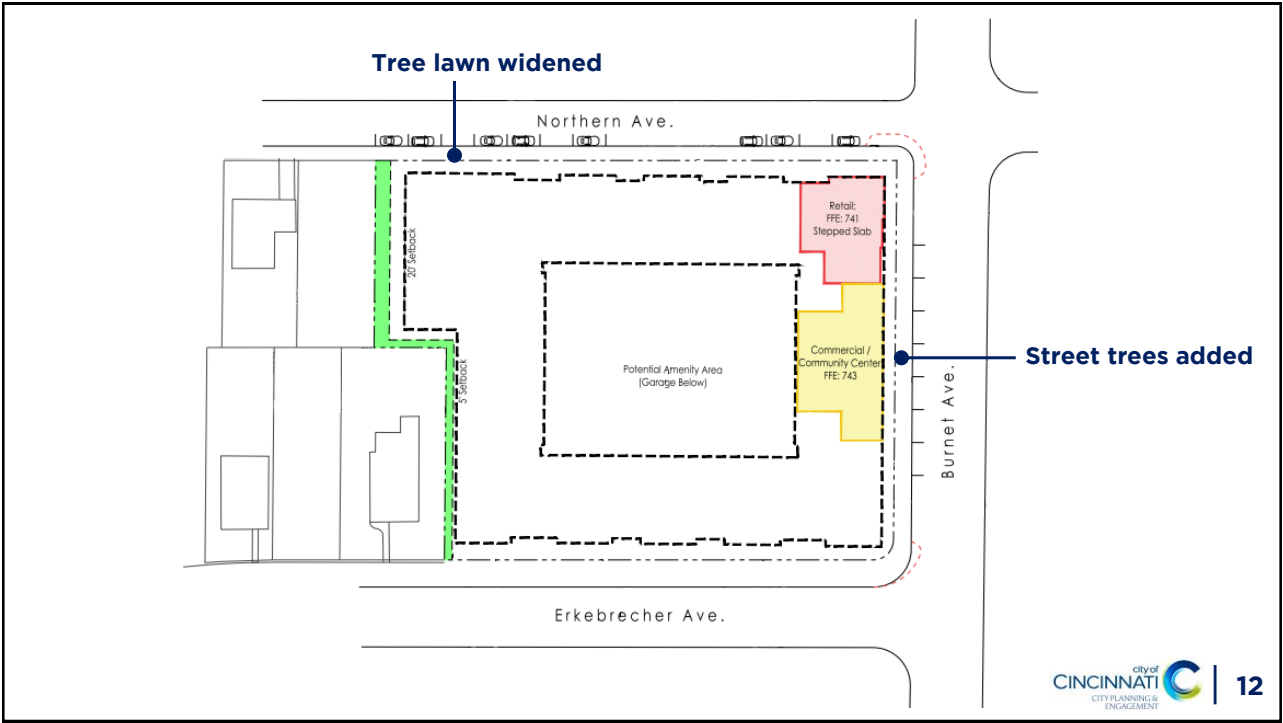 Tree lawn widened
Northern Ave.
Retail:
FFE: 741
Stepped Slab
20' Setback
Commercial /
Community Center
FFE: 743
Street trees added
Potential Amenity Area
(Garage Below)
5' Setback
Burnet Ave.
Erkebrecher Ave.
city of
CINCINNATI
CITY PLANNING &
ENGAGEMENT
12